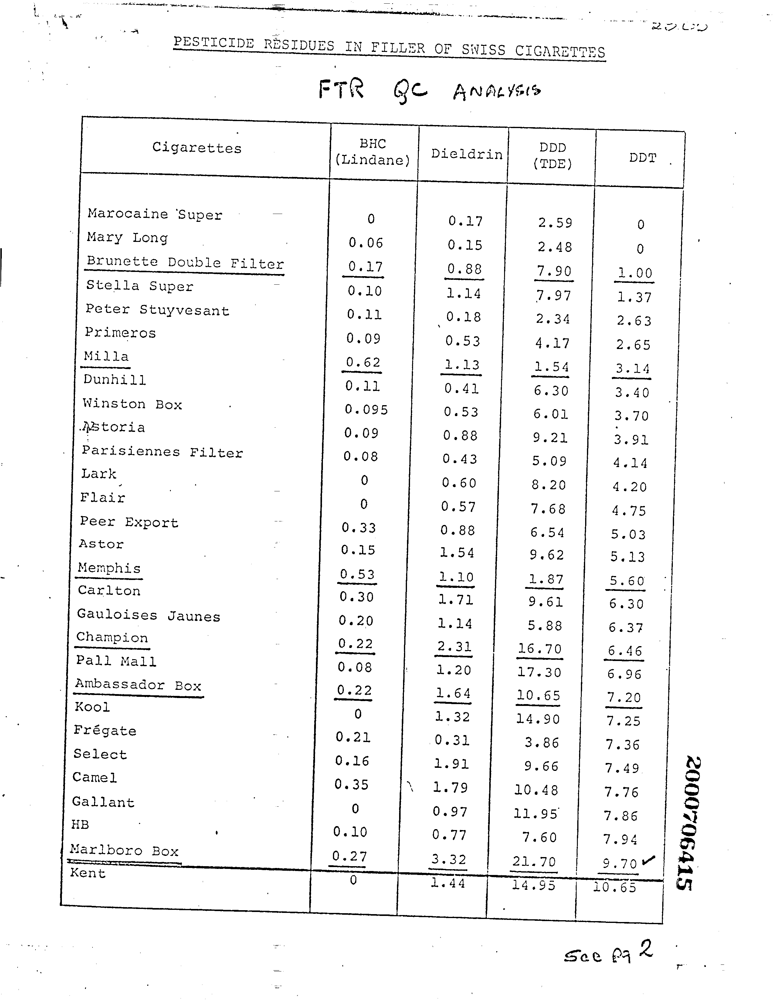 PESTICIDE RESIDUES IN FILLER OF SWISS CIGARETTES
FTR QC ANALYSIS
Cigarettes BHC (Lindane) Dieldrin DDD (TDE) DDT
Marocaine Super 0 0.17 2.59 0
Mary Long 0.06 0.15 2.48 0
Brunette Double Filter 0.17 0.88 7.90 1.00
Stella Super 0.10 1.14 7.97 1.37
Peter Stuyvesant 0.11 0.18 2.34 2.63
Primeros 0.09 0.53 4.17 2.65
Milla 0.62 1.13 1.54 3.14
Dunhill 0.11 0.41 6.30 3.40
Winston Box 0.095 0.53 6.01 3.70
Astoria 0.09 0.88 9.21 3.91
Parisiennes Filter 0.08 0.43 5.09 4.14
Lark 0 0.60 8.20 4.20
Flair 0 0.57 7.68 4.75
Peer Export 0.33 0.88 6.54 5.03
Astor 0.15 1.54 9.62 5.13
Memphis 0.53 1.10 1.87 5.60
Carlton 0.30 1.71 9.61 6.30
Gauloises Jaunes 0.20 1.14 5.88 6.37
Champion 0.22 2.31 16.70 6.46
Pall Mall 0.08 1.20 17.30 6.96
Ambassador Box 0.22 1.64 10.65 7.20
Kool 0 1.32 14.90 7.25
Frégate 0.21 0.31 3.86 7.36
Select 0.16 1.91 9.66 7.49
Camel 0.35 1.79 10.48 7.76
Gallant 0 0.97 11.95 7.86
HB 0.10 0.77 7.60 7.94
Marlboro Box 0.27 3.32 21.70 9.70 ✓
Kent 0 1.44 14.95 10.65
2000706415
See pg 2